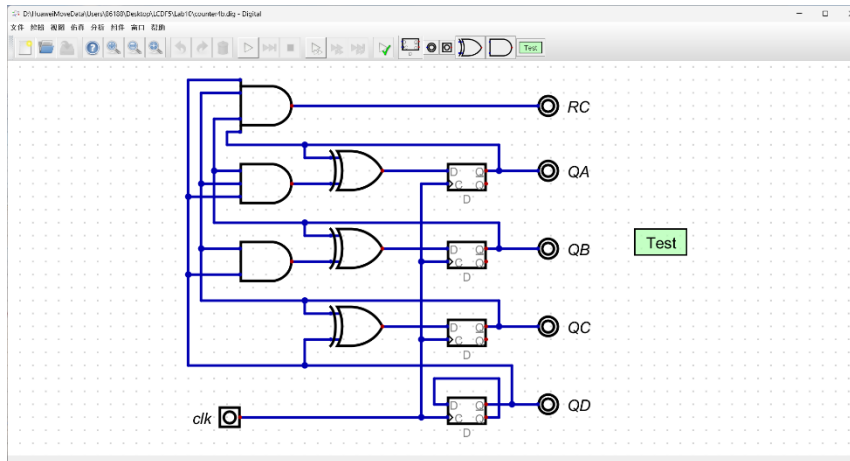 D:\HuaweiMoveData\Users\86188\Desktop\LCDF5\Lab10\counter4b.dig - Digital
文件 编辑 视图 仿真 分析 组件 窗口 帮助
Test
RC
D Q
C Q
D
QA
D Q
C Q
D
QB
Test
D Q
C Q
D
QC
D Q
C Q
D
QD
clk